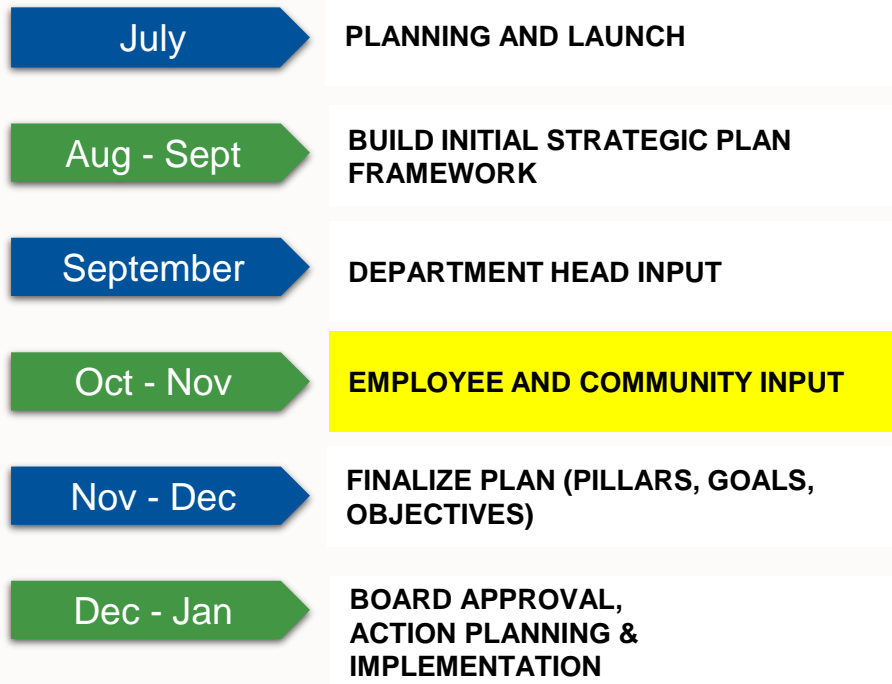 July
PLANNING AND LAUNCH
Aug - Sept
BUILD INITIAL STRATEGIC PLAN
FRAMEWORK
September
DEPARTMENT HEAD INPUT
Oct - Nov
EMPLOYEE AND COMMUNITY INPUT
Nov - Dec
FINALIZE PLAN (PILLARS, GOALS,
OBJECTIVES)
Dec - Jan
BOARD APPROVAL,
ACTION PLANNING &
IMPLEMENTATION